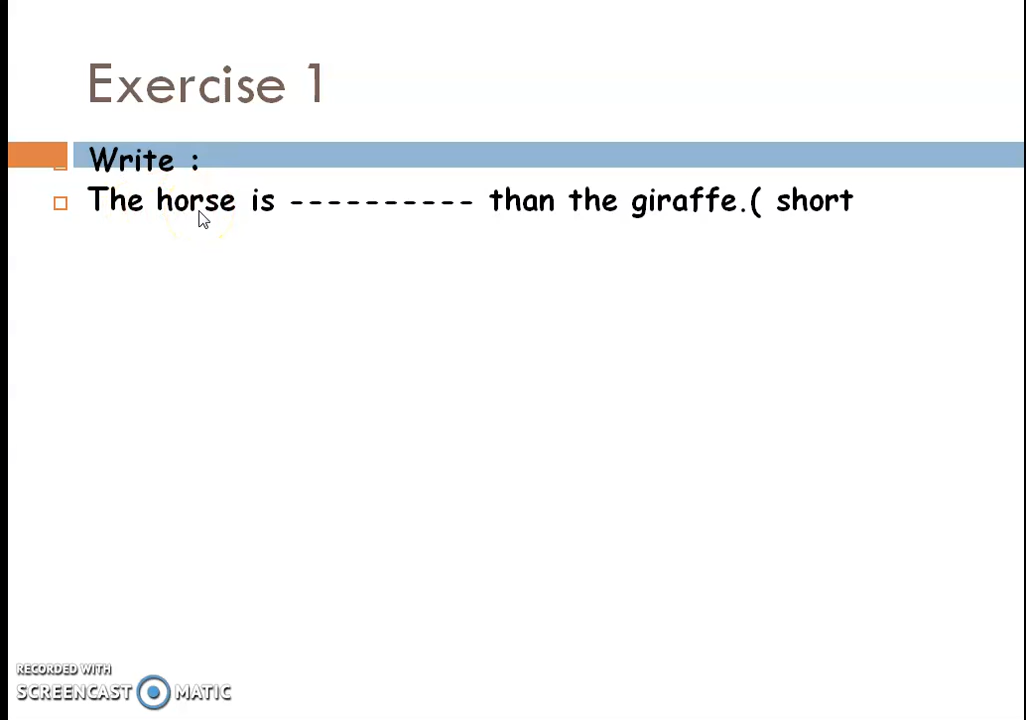 Exercise 1
Write :
The horse is ---------- than the giraffe.( short
RECORDED WITH
SCREENCAST MATIC